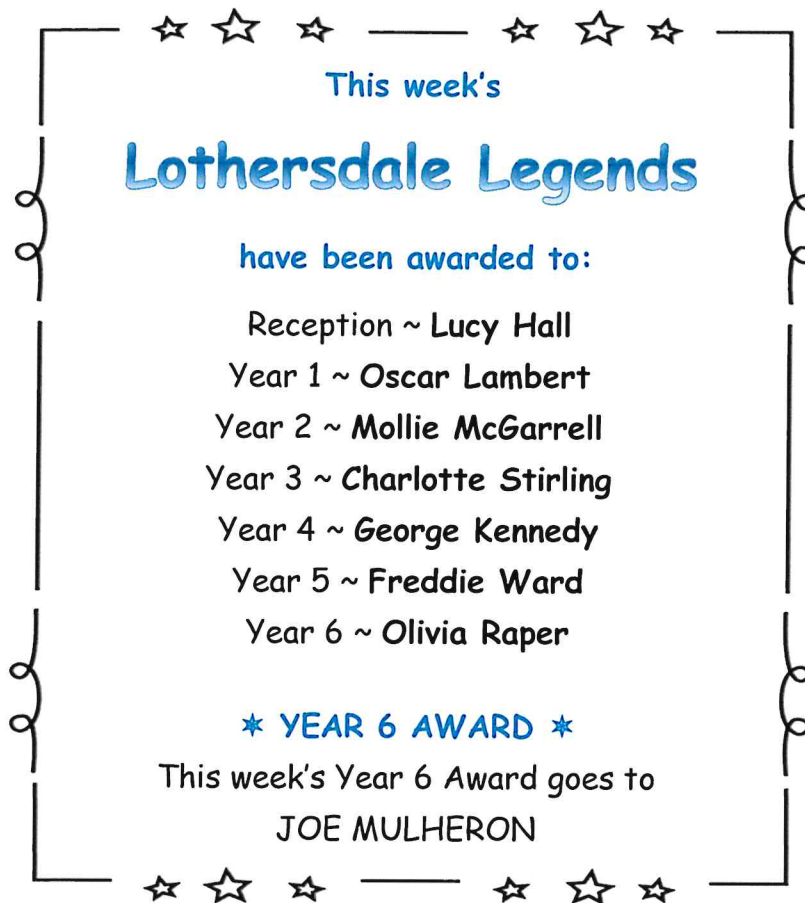 This week's
Lothersdale Legends
have been awarded to:
Reception ~ Lucy Hall
Year 1 ~ Oscar Lambert
Year 2 ~ Mollie McGarrell
Year 3 ~ Charlotte Stirling
Year 4 ~ George Kennedy
Year 5 ~ Freddie Ward
Year 6 ~ Olivia Raper
* YEAR 6 AWARD *
This week's Year 6 Award goes to
JOE MULHERON